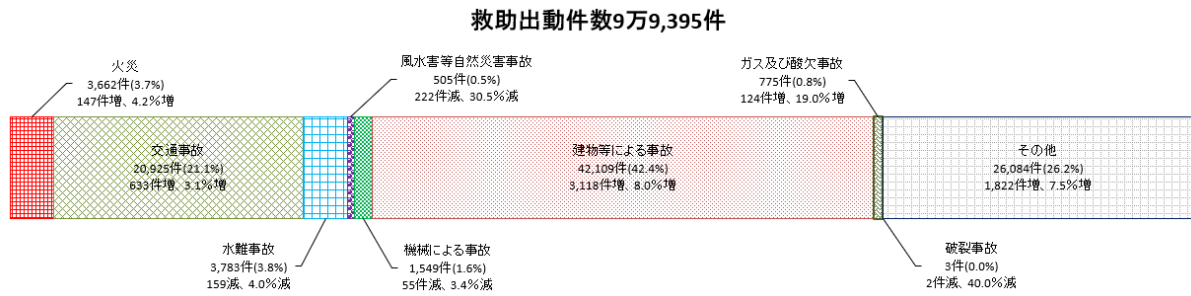 救助出動件数9万9,395件
火災
3,662件(3.7%)
147件増、4.2％増
風水害等自然災害事故
505件(0.5%)
222件減、30.5％減
ガス及び酸欠事故
775件(0.8%)
124件増、19.0％増
交通事故
20,925件(21.1%)
633件増、3.1％増
建物等による事故
42,109件(42.4%)
3,118件増、8.0％増
その他
26,084件(26.2%)
1,822件増、7.5％増
水難事故
3,783件(3.8%)
159減、4.0％減
機械による事故
1,549件(1.6%)
55件減、3.4％減
破裂事故
3件(0.0%)
2件減、40.0％減